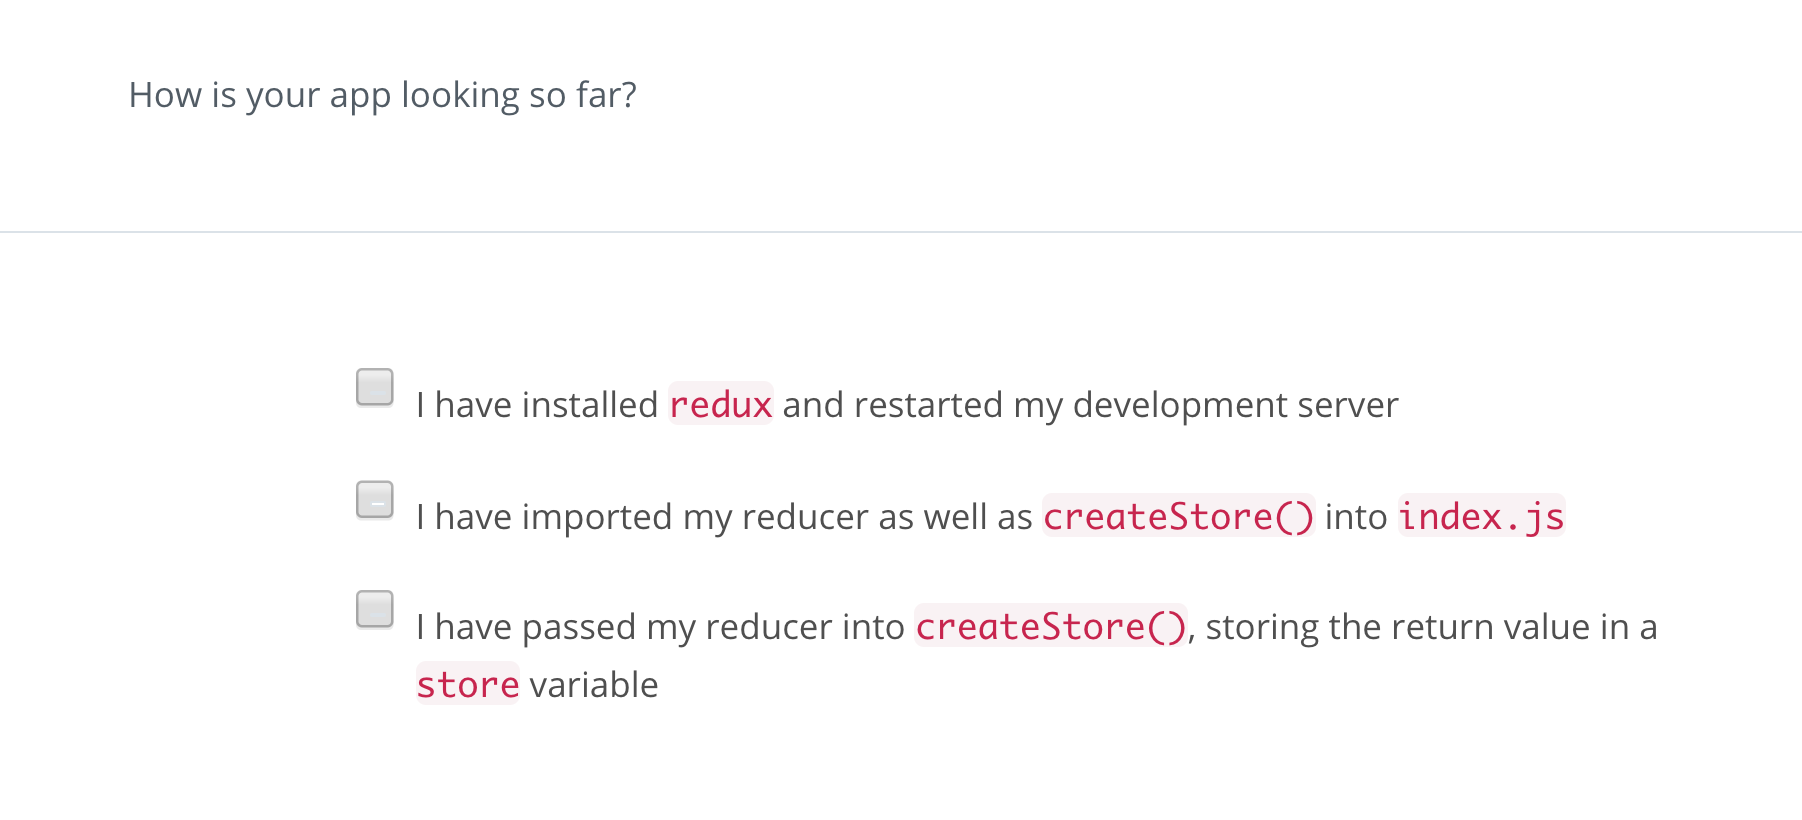 How is your app looking so far?
I have installed redux and restarted my development server
I have imported my reducer as well as createStore() into index.js
I have passed my reducer into createStore(), storing the return value in a
store variable